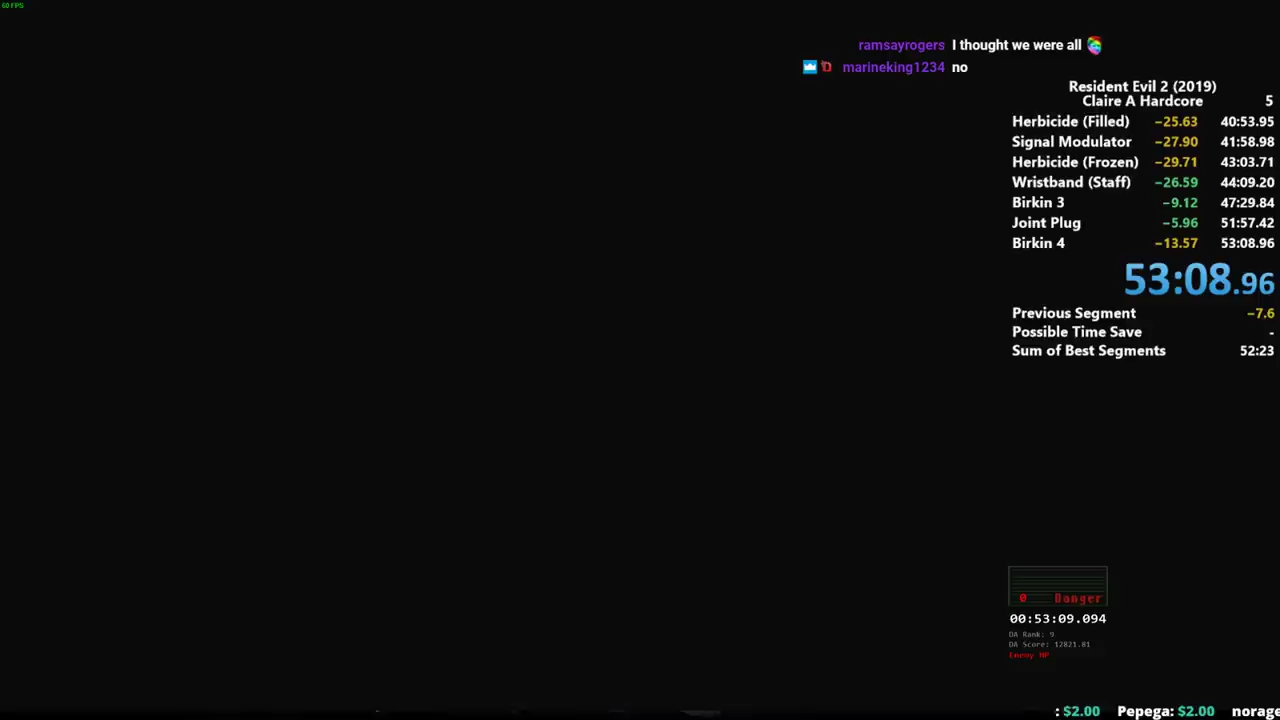 60 FPS
ramsayrogers I thought we were all
marineking1234 no
Resident Evil 2 (2019)
Claire A Hardcore 5
Herbicide (Filled) −25.63 40:53.95
Signal Modulator −27.90 41:58.98
Herbicide (Frozen) −29.71 43:03.71
Wristband (Staff) −26.59 44:09.20
Birkin 3 −9.12 47:29.84
Joint Plug −5.96 51:57.42
Birkin 4 −13.57 53:08.96
53:08.96
Previous Segment −7.6
Possible Time Save -
Sum of Best Segments 52:23
0 Danger
00:53:09.094
DA Rank: 9
DA Score: 12821.81
Enemy HP
: $2.00 Pepega: $2.00 norage